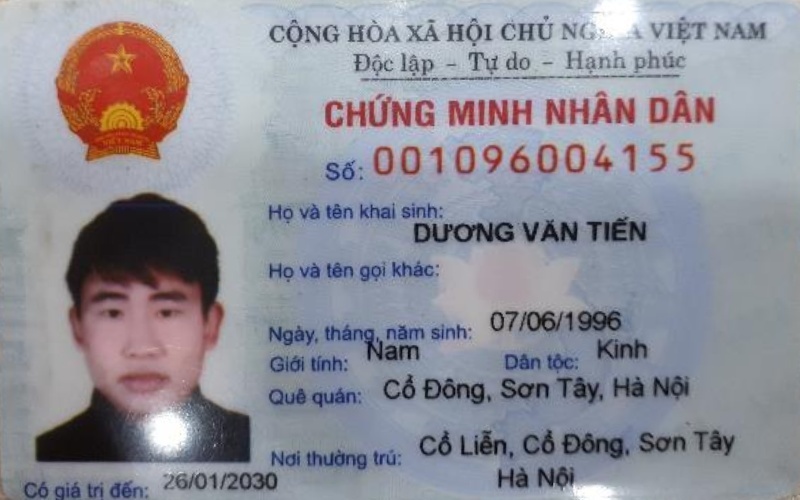 CỘNG HÒA XÃ HỘI CHỦ VIỆT NAM
Độc lập - Tự do - Hạnh phúc
CHỨNG MINH NHÂN DÂN
Số: 001096004155
Họ và tên khai sinh:
DƯƠNG VĂN TIẾN
Họ và tên gọi khác:
Ngày, tháng, năm sinh: 07/06/1996
Giới tính: Nam Dân tộc: Kinh
Quê quán: Cổ Đông, Sơn Tây, Hà Nội
Nơi thường trú: Cổ Liễn, Cổ Đông, Sơn Tây
Hà Nội
Có giá trị đến: 26/01/2030